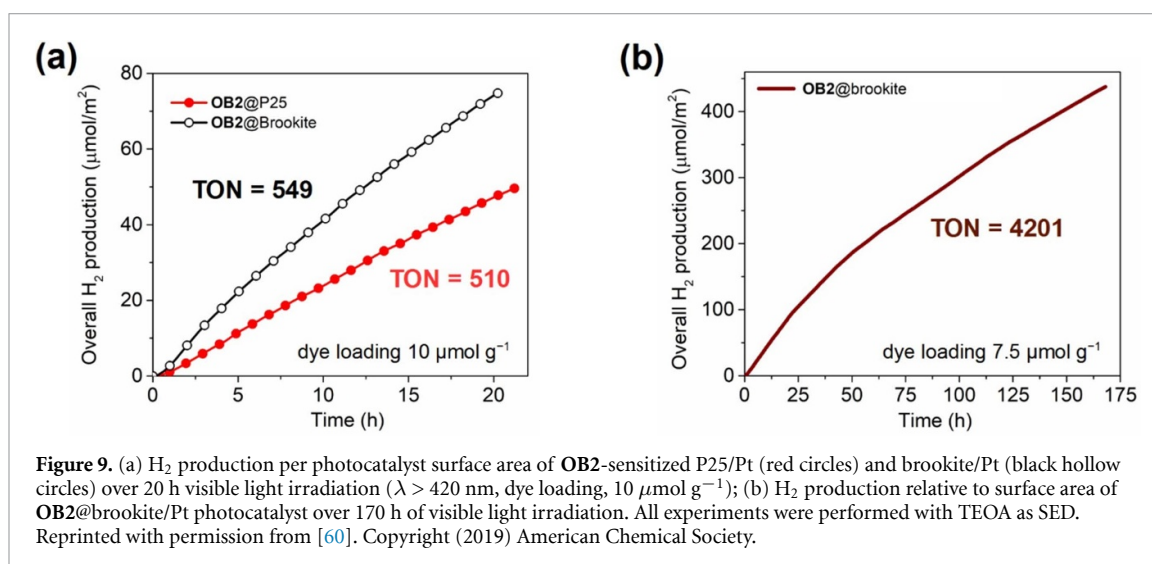 (a)
80
60
40
20
0
Overall H₂ production (μmol/m²)
OB2@P25
OB2@Brookite
TON = 549
TON = 510
dye loading 10 μmol g⁻¹
0 5 10 15 20
Time (h)
(b)
400
300
200
100
0
Overall H₂ production (μmol/m²)
OB2@brookite
TON = 4201
dye loading 7.5 μmol g⁻¹
0 25 50 75 100 125 150 175
Time (h)
Figure 9. (a) H₂ production per photocatalyst surface area of OB2-sensitized P25/Pt (red circles) and brookite/Pt (black hollow
circles) over 20 h visible light irradiation (λ > 420 nm, dye loading, 10 μmol g⁻¹); (b) H₂ production relative to surface area of
OB2@brookite/Pt photocatalyst over 170 h of visible light irradiation. All experiments were performed with TEOA as SED.
Reprinted with permission from [60]. Copyright (2019) American Chemical Society.